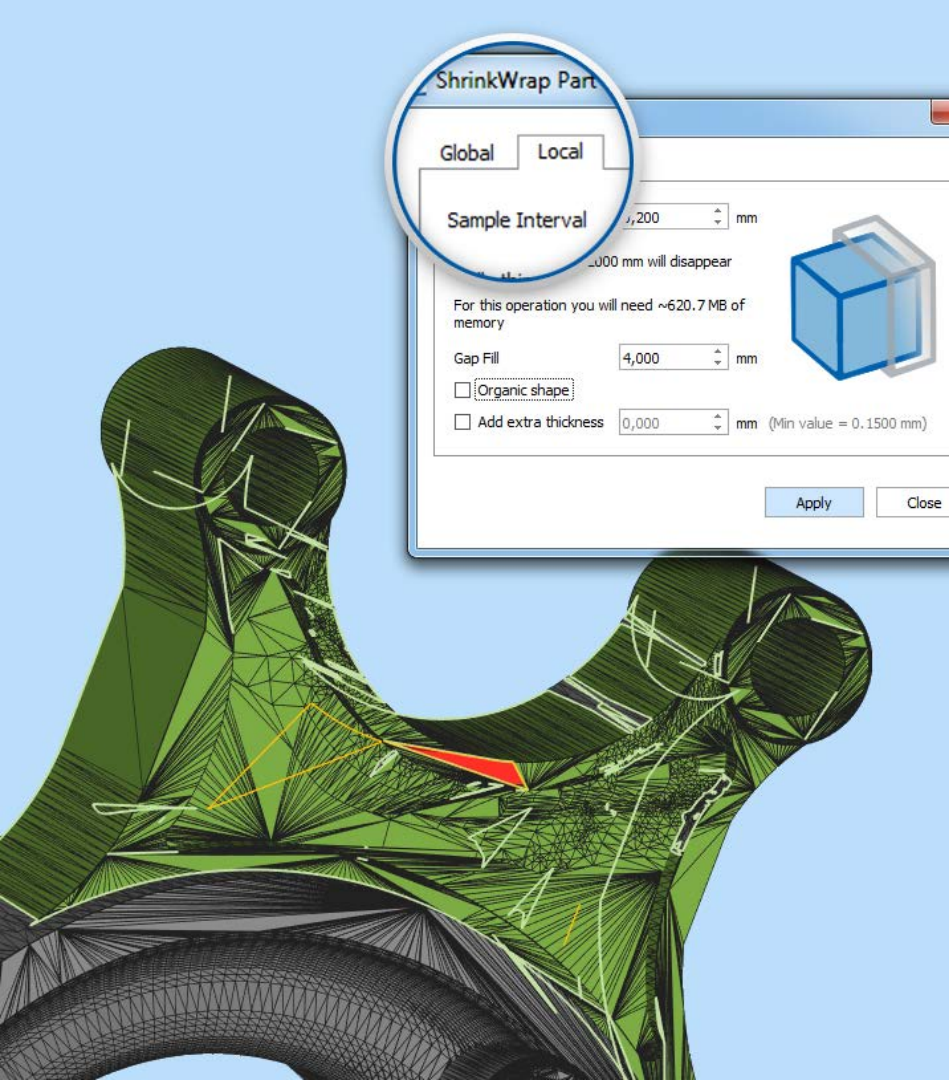 ShrinkWrap Part
Global Local
Sample Interval ,200 mm
000 mm will disappear
For this operation you will need ~620.7 MB of
memory
Gap Fill 4,000 mm
Organic shape
Add extra thickness 0,000 mm (Min value = 0.1500 mm)
Apply Close